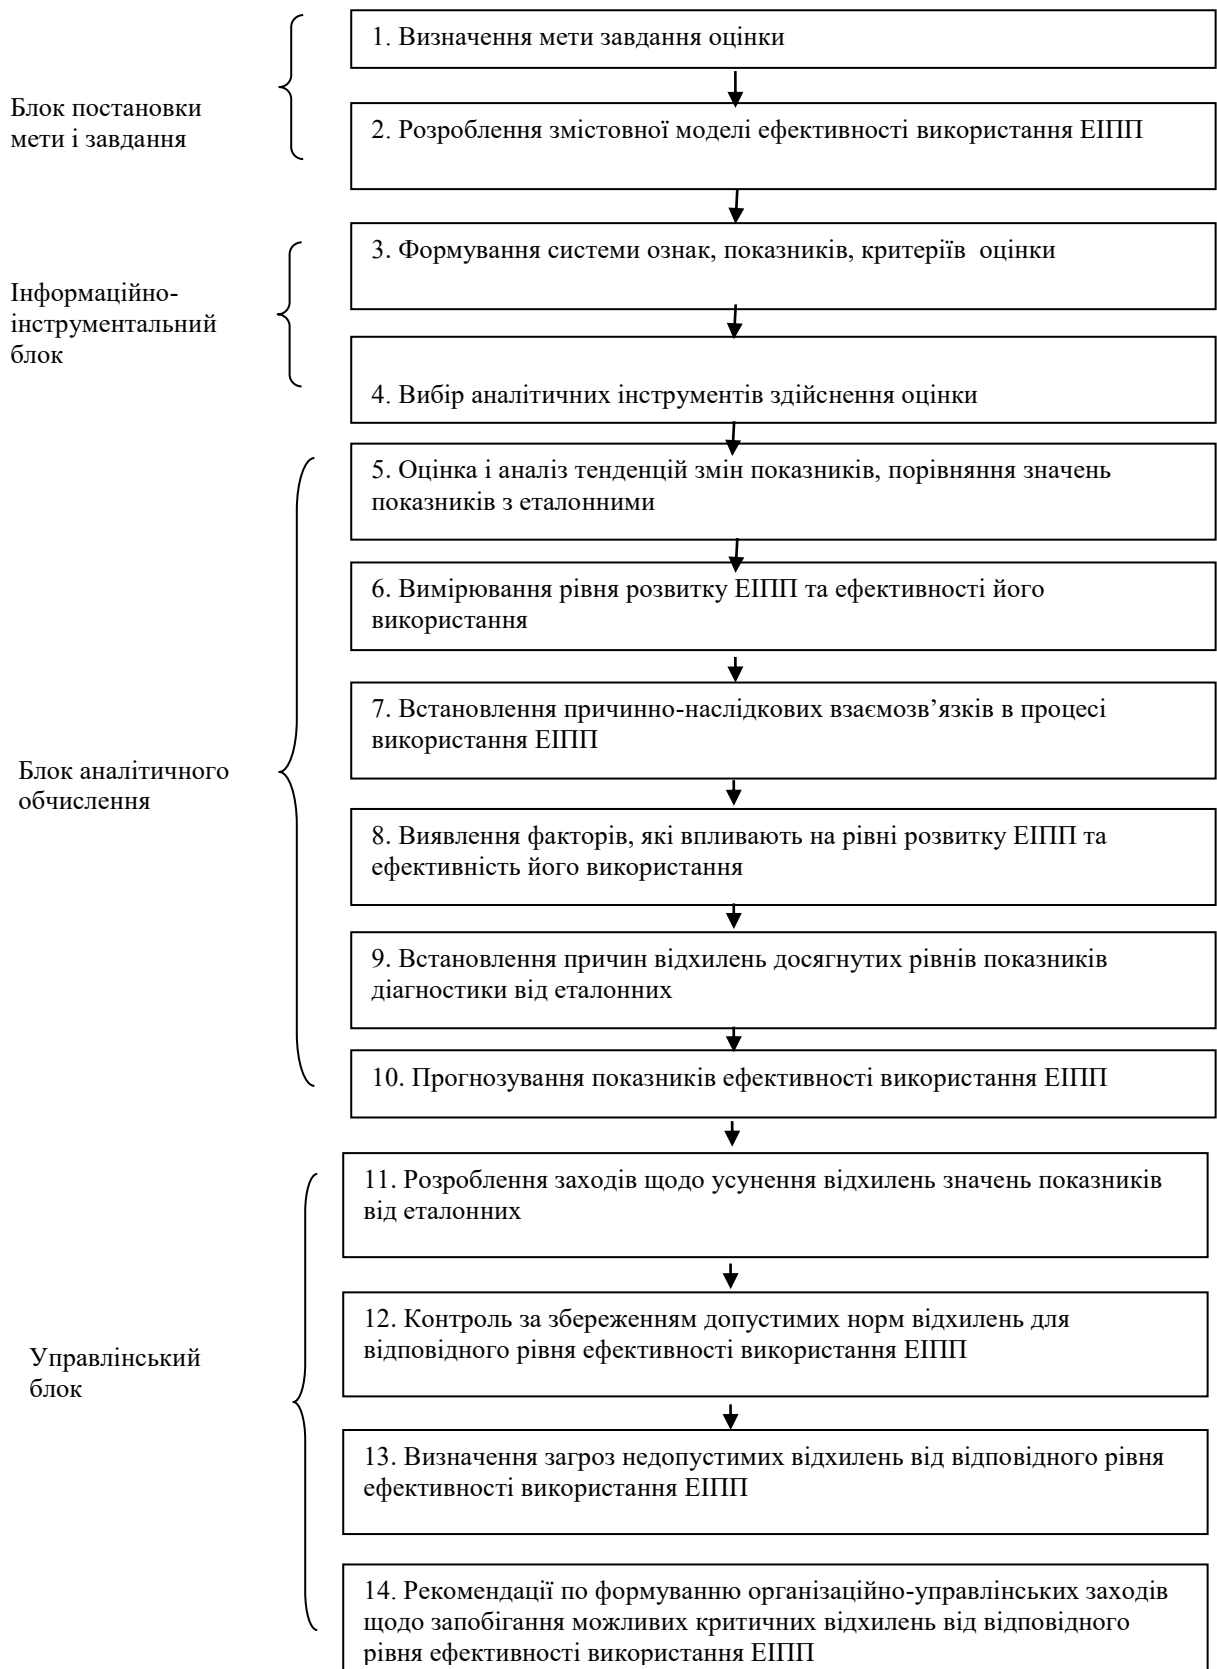 Блок постановки
мети і завдання
1. Визначення мети завдання оцінки
2. Розроблення змістовної моделі ефективності використання ЕІПП
Інформаційно-
інструментальний
блок
3. Формування системи ознак, показників, критеріїв оцінки
4. Вибір аналітичних інструментів здійснення оцінки
Блок аналітичного
обчислення
5. Оцінка і аналіз тенденцій змін показників, порівняння значень
показників з еталонними
6. Вимірювання рівня розвитку ЕІПП та ефективності його
використання
7. Встановлення причинно-наслідкових взаємозв’язків в процесі
використання ЕІПП
8. Виявлення факторів, які впливають на рівні розвитку ЕІПП та
ефективність його використання
9. Встановлення причин відхилень досягнутих рівнів показників
діагностики від еталонних
10. Прогнозування показників ефективності використання ЕІПП
Управлінський
блок
11. Розроблення заходів щодо усунення відхилень значень показників
від еталонних
12. Контроль за збереженням допустимих норм відхилень для
відповідного рівня ефективності використання ЕІПП
13. Визначення загроз недопустимих відхилень від відповідного рівня
ефективності використання ЕІПП
14. Рекомендації по формуванню організаційно-управлінських заходів
щодо запобігання можливих критичних відхилень від відповідного
рівня ефективності використання ЕІПП